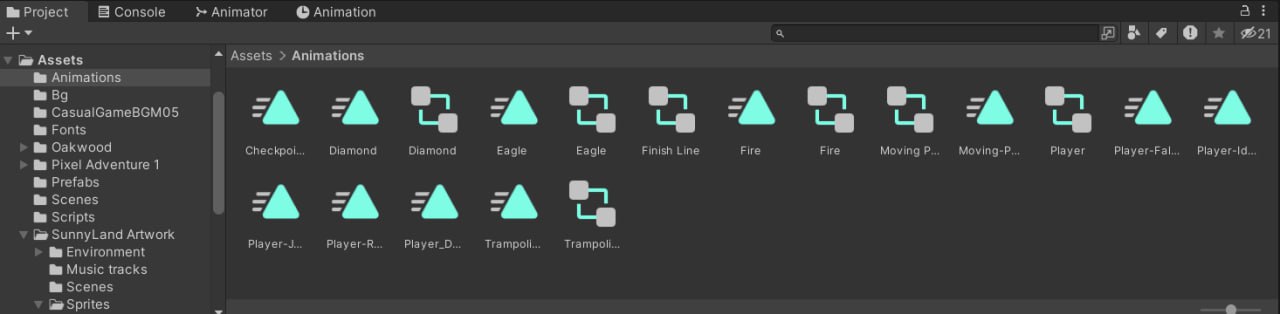 Project Console Animator Animation
21
Assets
Animations
Bg
CasualGameBGM05
Fonts
Oakwood
Pixel Adventure 1
Prefabs
Scenes
Scripts
SunnyLand Artwork
Environment
Music tracks
Scenes
Sprites
Assets > Animations
Checkpoi... Diamond Diamond Eagle Eagle Finish Line Fire Fire Moving P... Moving-P... Player Player-Fal... Player-Id...
Player-J... Player-R... Player_D... Trampoli... Trampoli...